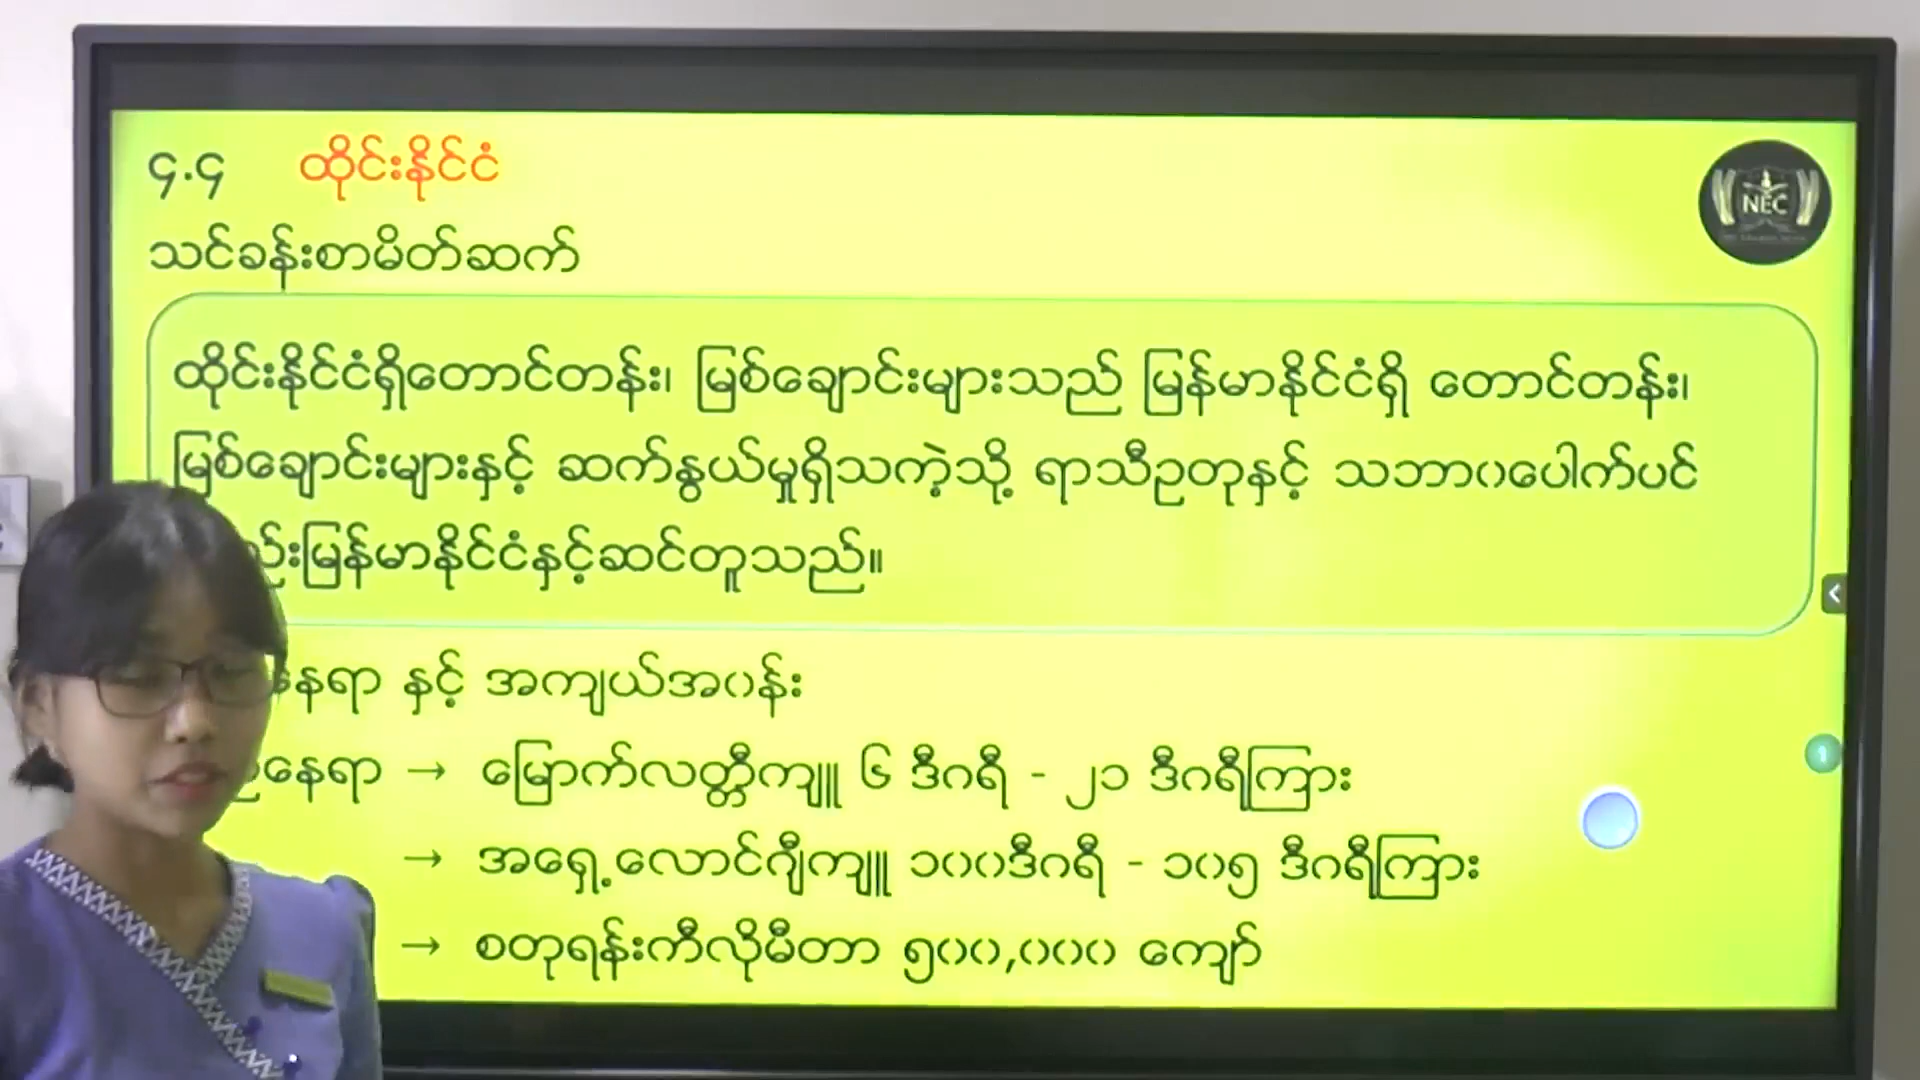 ၄.၄ ထိုင်းနိုင်ငံ
NEC
သင်ခန်းစာမိတ်ဆက်
ထိုင်းနိုင်ငံရှိတောင်တန်း၊ မြစ်ချောင်းများသည် မြန်မာနိုင်ငံရှိ တောင်တန်း၊
မြစ်ချောင်းများနှင့် ဆက်နွှယ်မှုရှိသကဲ့သို့ ရာသီဥတုနှင့် သဘာဝပေါက်ပင်
မြန်မာနိုင်ငံနှင့်ဆင်တူသည်။
နှင့် အကျယ်အဝန်း
→ မြောက်လတ္တီကျူ ၆ ဒီဂရီ - ၂၁ ဒီဂရီကြား
→ အရှေ့လောင်ဂျီကျူ ၁၀၀ဒီဂရီ - ၁၀၅ ဒီဂရီကြား
→ စတုရန်းကီလိုမီတာ ၅၀၀,၀၀၀ ကျော်